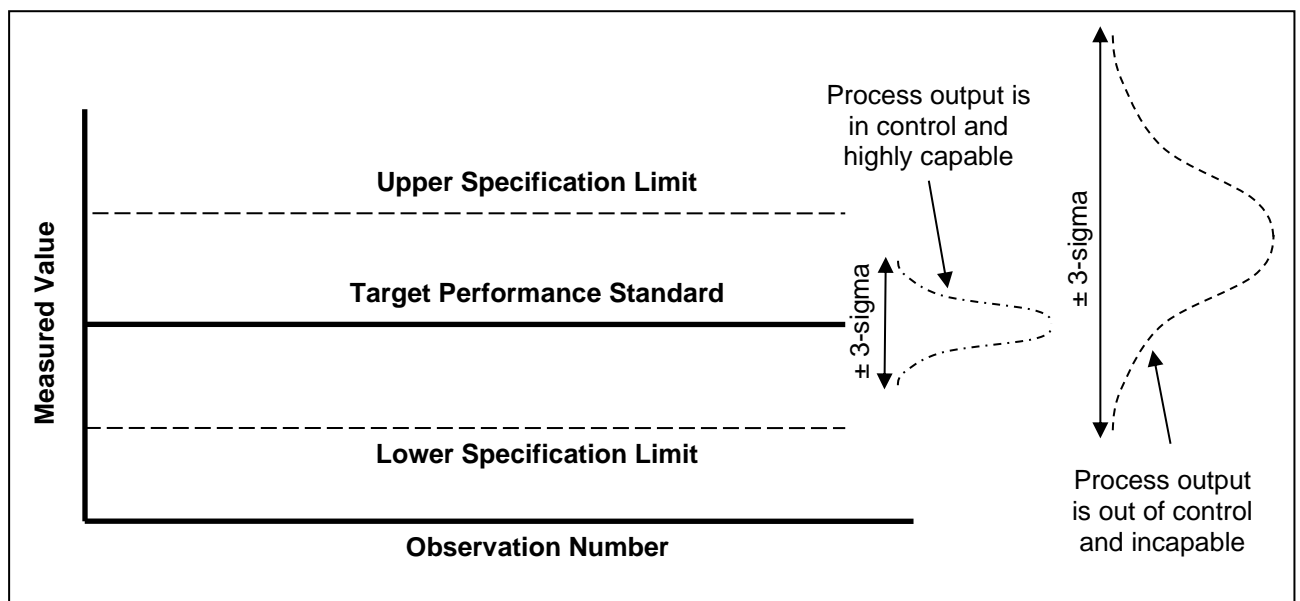 Process output is
in control and
highly capable
Upper Specification Limit
Target Performance Standard
Lower Specification Limit
Measured Value
Observation Number
± 3-sigma
± 3-sigma
Process output
is out of control
and incapable